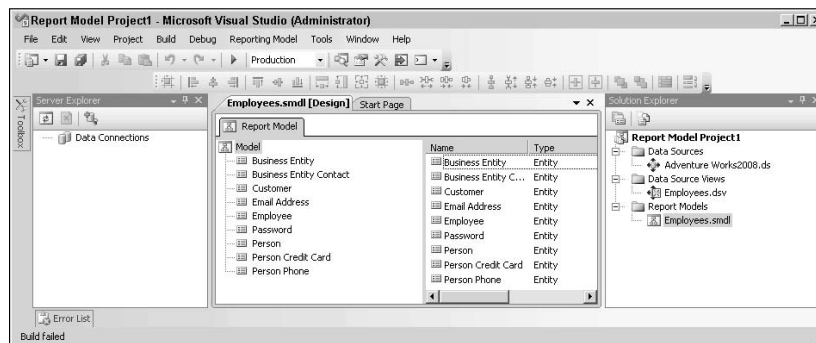 Report Model Project1 - Microsoft Visual Studio (Administrator)
File Edit View Project Build Debug Reporting Model Tools Window Help
Production
Toolbox
Server Explorer
Data Connections
Employees.smdl [Design] Start Page
Report Model
Model
Business Entity
Business Entity Contact
Customer
Email Address
Employee
Password
Person
Person Credit Card
Person Phone
Name Type
Business Entity Entity
Business Entity C... Entity
Customer Entity
Email Address Entity
Employee Entity
Password Entity
Person Entity
Person Credit Card Entity
Person Phone Entity
Solution Explorer
Report Model Project1
Data Sources
Adventure Works2008.ds
Data Source Views
Employees.dsv
Report Models
Employees.smdl
Error List
Build failed